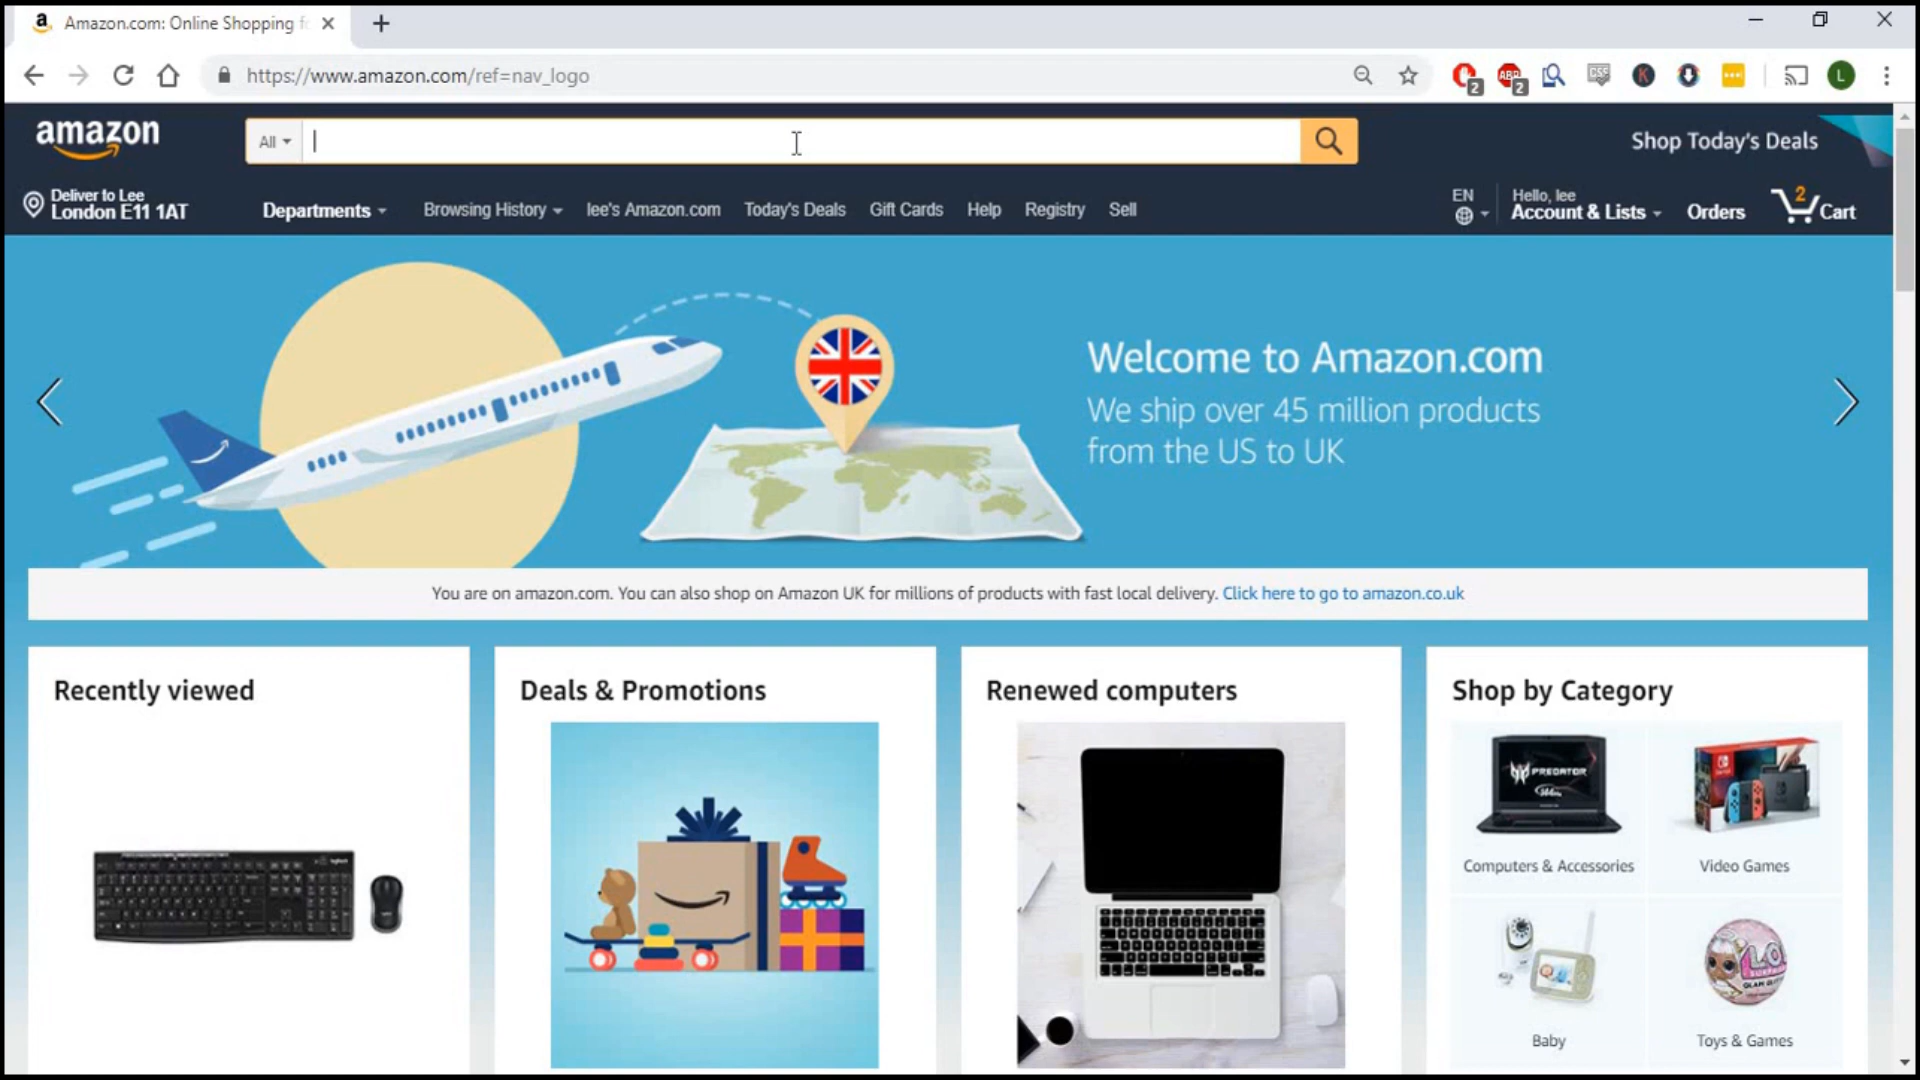 Amazon.com: Online Shopping f
https://www.amazon.com/ref=nav_logo
2
ABP
2
CSS
K
L
amazon
All
Shop Today's Deals
Deliver to Lee
London E11 1AT
Departments
Browsing History
lee's Amazon.com
Today's Deals
Gift Cards
Help
Registry
Sell
EN
Hello, lee
Account & Lists
Orders
2
Cart
Welcome to Amazon.com
We ship over 45 million products
from the US to UK
You are on amazon.com. You can also shop on Amazon UK for millions of products with fast local delivery. Click here to go to amazon.co.uk
Recently viewed
Deals & Promotions
Renewed computers
Shop by Category
PREDATOR
Computers & Accessories
Video Games
Baby
Toys & Games